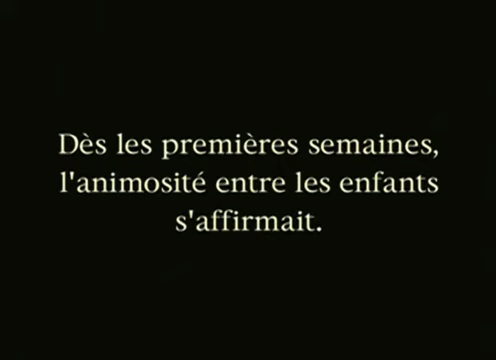 Dès les premières semaines,
l'animosité entre les enfants
s'affirmait.